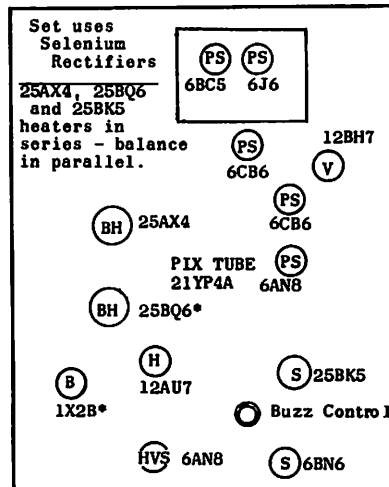 Set uses
Selenium
Rectifiers
25AX4, 25BQ6
and 25BK5
heaters in
series - balance
in parallel.
PS PS
6BC5 6J6
12BH7
PS
V
6CB6
PS
6CB6
BH 25AX4
PIX TUBE
21YP4A
PS
6AN8
BH 25BQ6*
H
12AU7
B
1X2B*
S 25BK5
Buzz Control
HVS 6AN8
S 6BN6